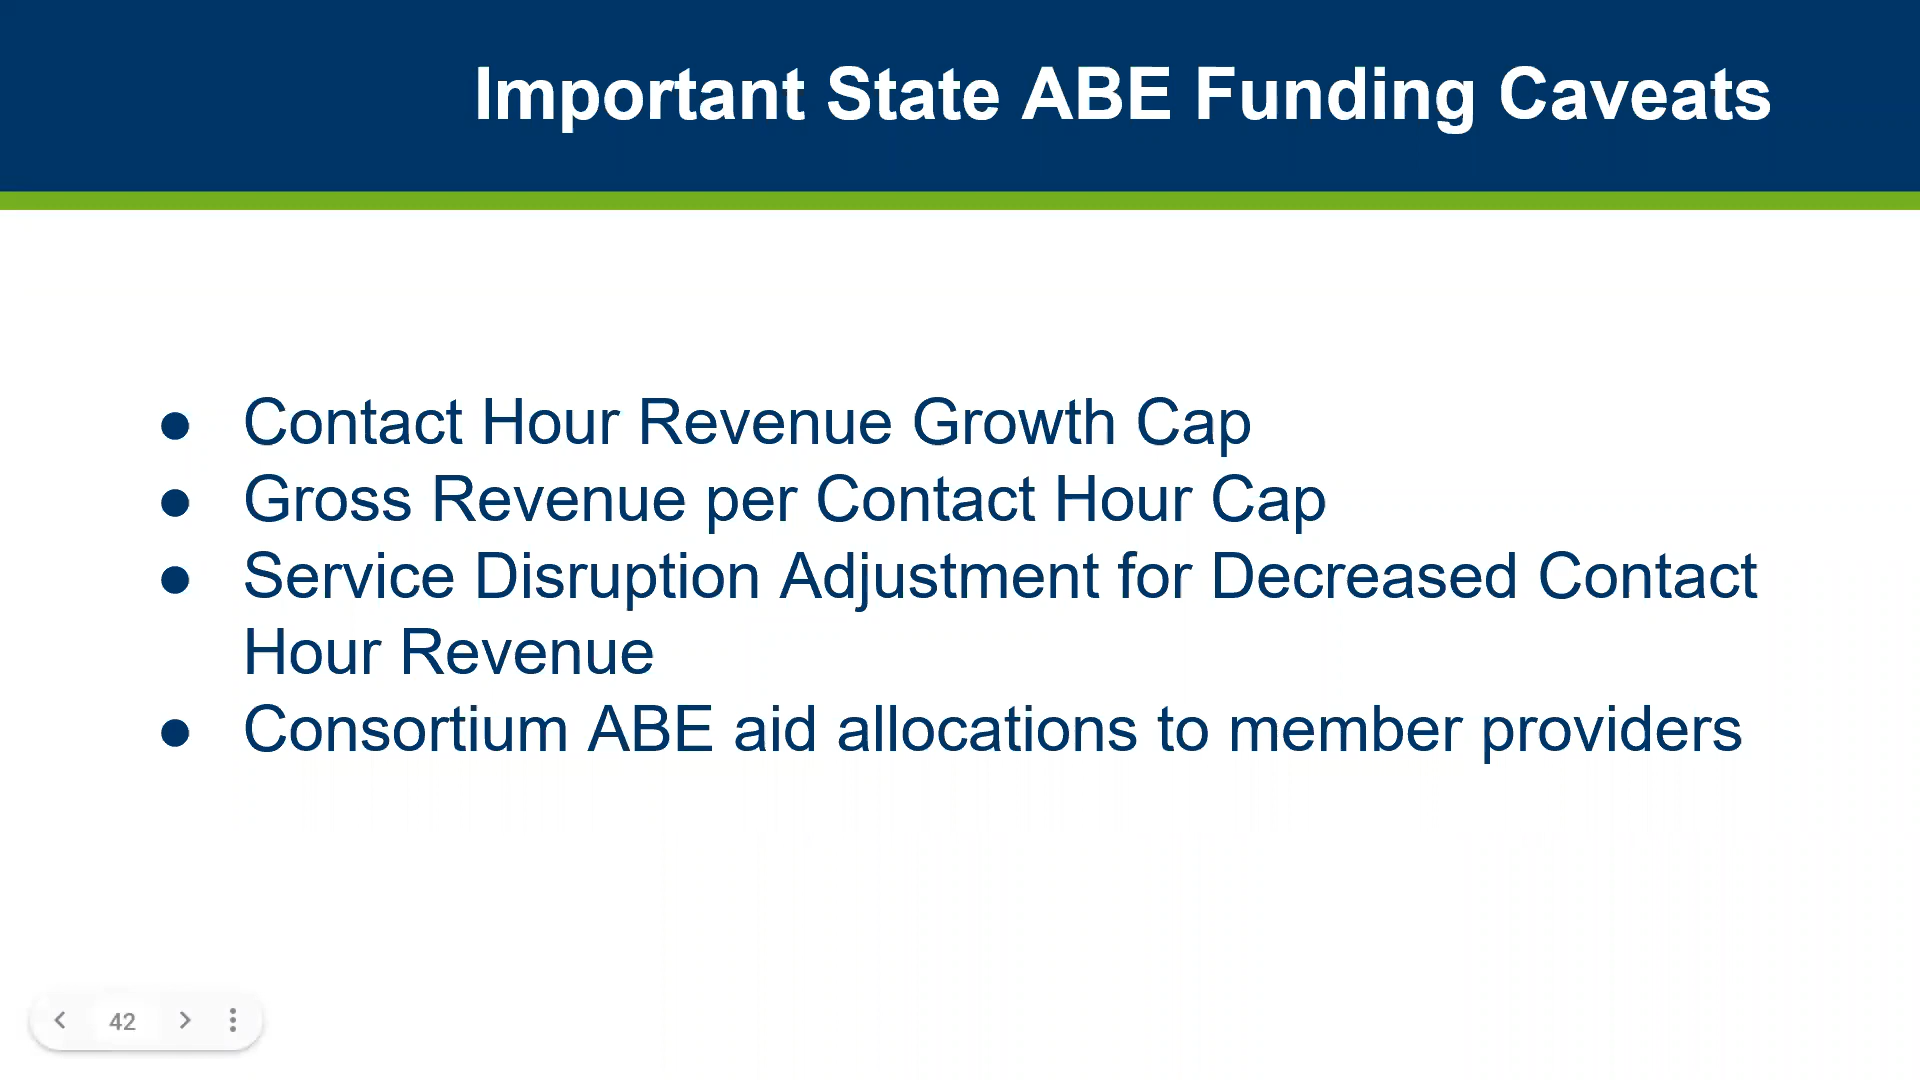 Important State ABE Funding Caveats
● Contact Hour Revenue Growth Cap
● Gross Revenue per Contact Hour Cap
● Service Disruption Adjustment for Decreased Contact
Hour Revenue
● Consortium ABE aid allocations to member providers
42